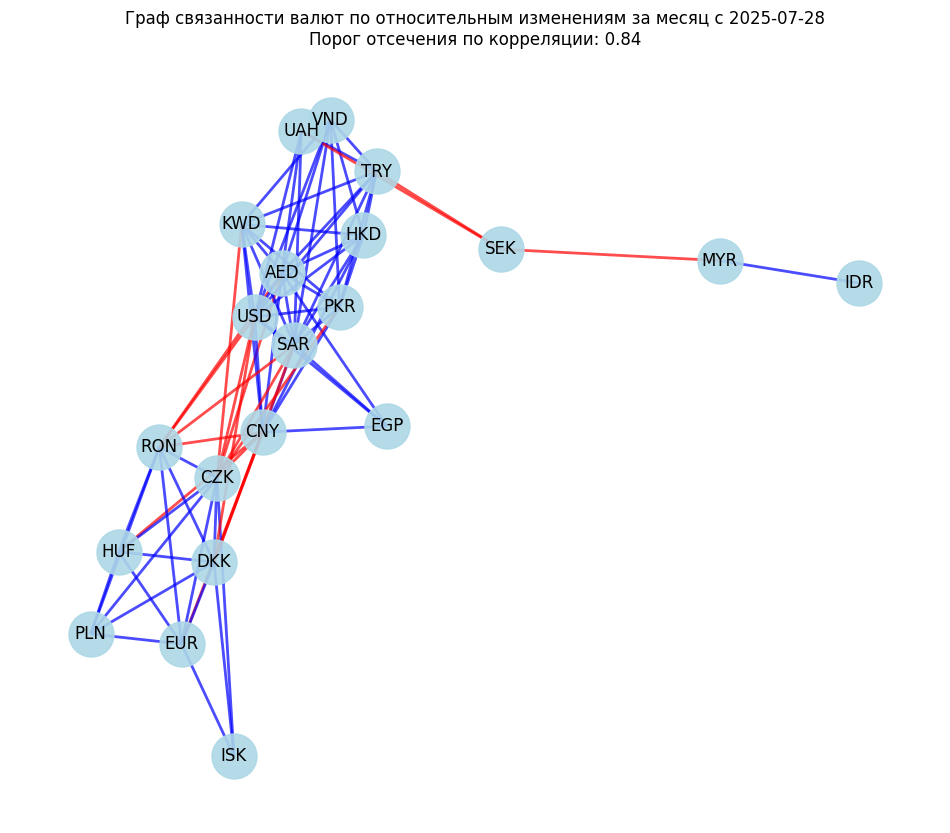 Граф связанности валют по относительным изменениям за месяц с 2025-07-28
Порог отсечения по корреляции: 0.84
VND
UAH
TRY
KWD
HKD
SEK
MYR
AED
IDR
PKR
USD
SAR
EGP
CNY
RON
CZK
HUF
DKK
PLN
EUR
ISK